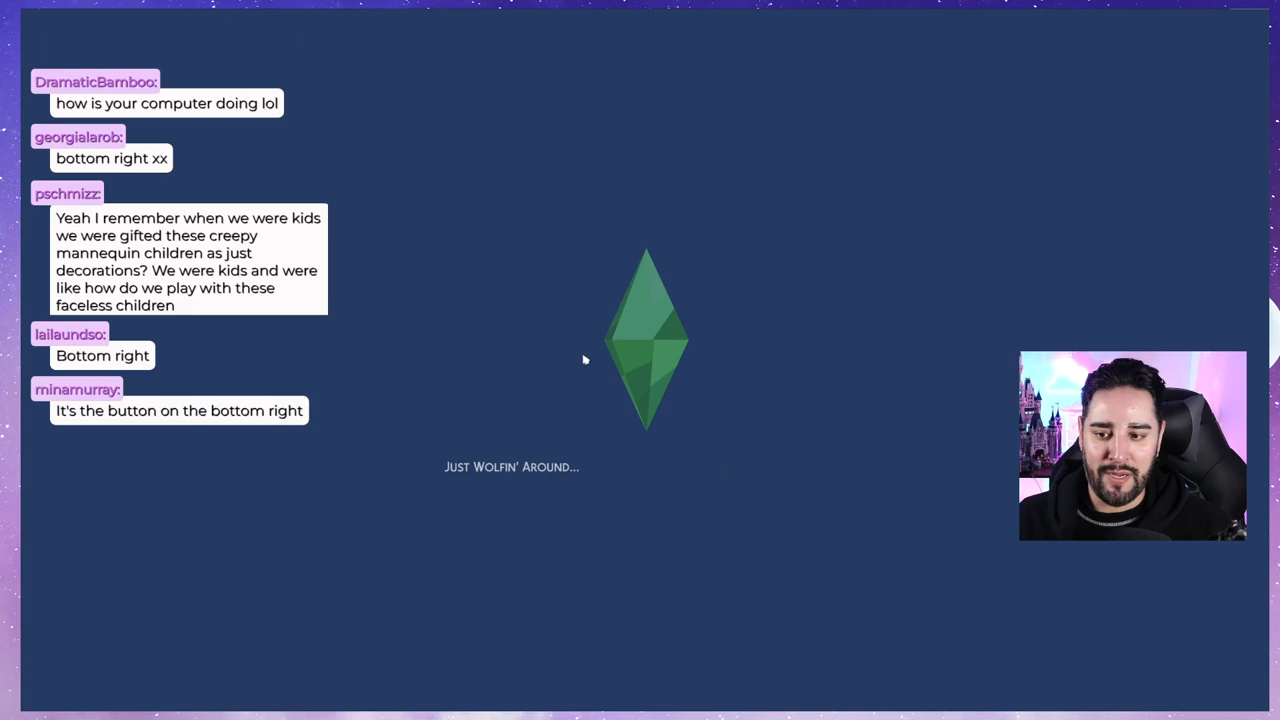 DramaticBamboo:
how is your computer doing lol
georgialarob:
bottom right xx
pschmizz:
Yeah I remember when we were kids
we were gifted these creepy
mannequin children as just
decorations? We were kids and were
like how do we play with these
faceless children
lailaundso:
Bottom right
minamurray:
It's the button on the bottom right
Just Wolfin' Around...